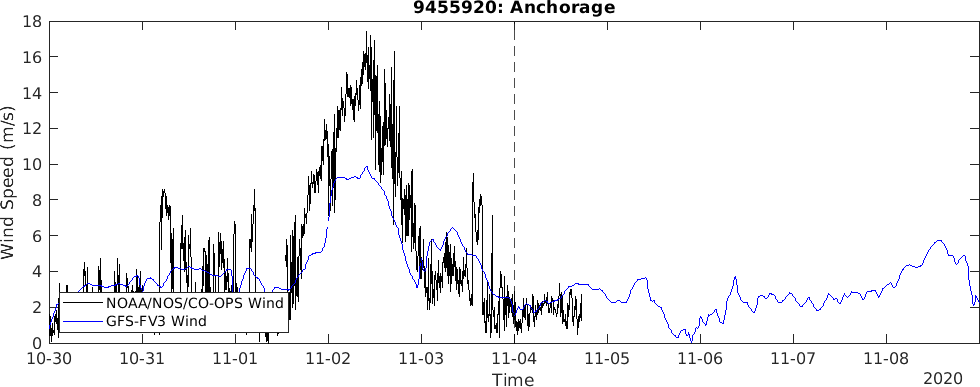 9455920: Anchorage
18
16
14
12
10
8
6
4
2
0
Wind Speed (m/s)
NOAA/NOS/CO-OPS Wind
GFS-FV3 Wind
10-30 10-31 11-01 11-02 11-03 11-04 11-05 11-06 11-07 11-08
Time
2020